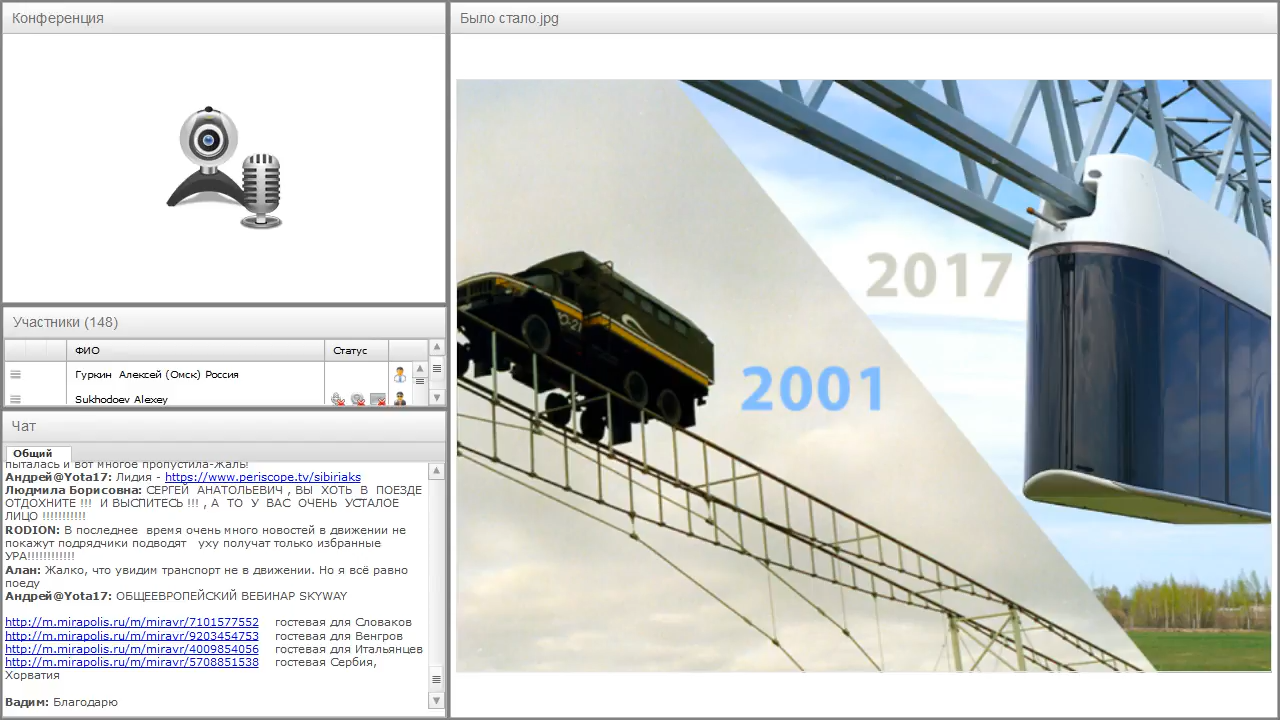 Конференция
Было стало.jpg
2017
2001
Участники (148)
ФИО Статус
Гуркин Алексей (Омск) Россия
Sukhodoev Alexey
Чат
Общий
пыталась и вот многое пропустила-Жаль!
Андрей@Yota17: Лидия - https://www.periscope.tv/sibiriaks
Людмила Борисовна: СЕРГЕЙ АНАТОЛЬЕВИЧ , ВЫ ХОТЬ В ПОЕЗДЕ
ОТДОХНИТЕ !!! И ВЫСПИТЕСЬ !!! , А ТО У ВАС ОЧЕНЬ УСТАЛОЕ
ЛИЦО !!!!!!!!!!!
RODION: В последнее время очень много новостей в движении не
покажут подрядчики подводят уху получат только избранные
УРА!!!!!!!!!!!!
Алан: Жалко, что увидим транспорт не в движении. Но я всё равно
поеду
Андрей@Yota17: ОБЩЕЕВРОПЕЙСКИЙ ВЕБИНАР SKYWAY
http://m.mirapolis.ru/m/miravr/7101577552 гостевая для Словаков
http://m.mirapolis.ru/m/miravr/9203454753 гостевая для Венгров
http://m.mirapolis.ru/m/miravr/4009854056 гостевая для Итальянцев
http://m.mirapolis.ru/m/miravr/5708851538 гостевая Сербия,
Хорватия
Вадим: Благодарю